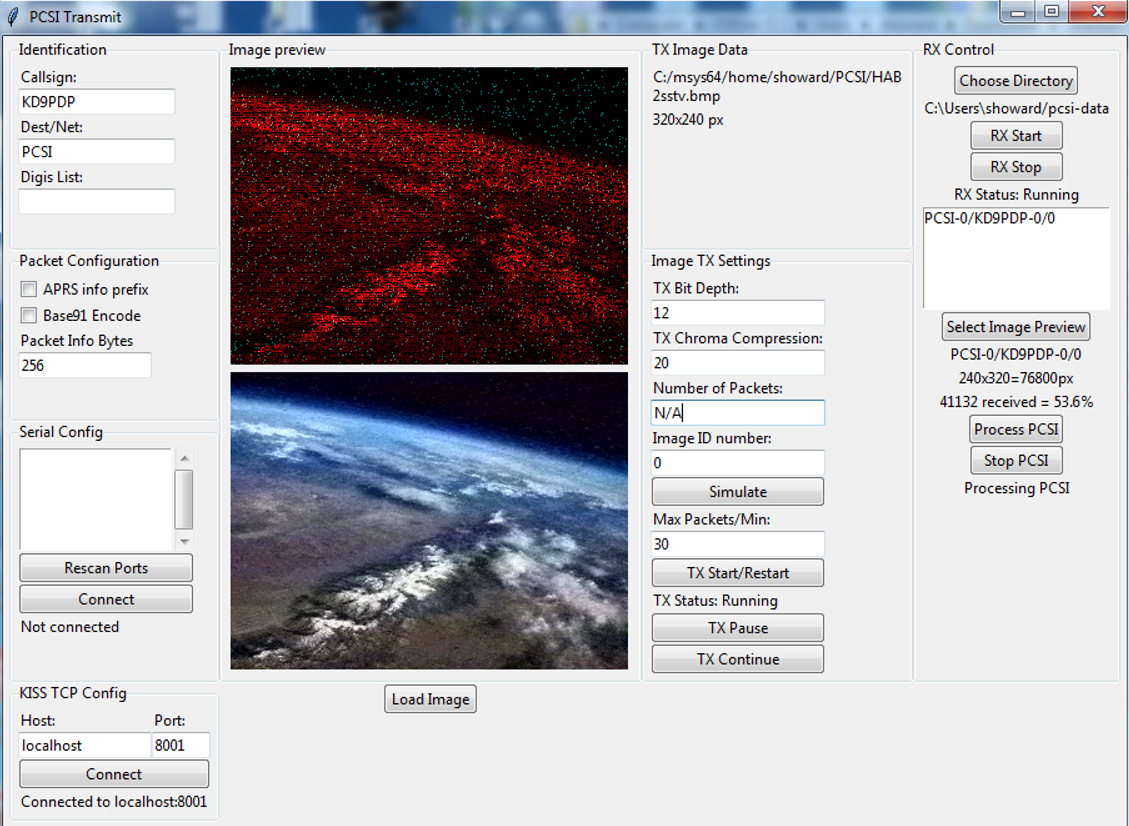 PCSI Transmit
Identification
Callsign:
KD9PDP
Dest/Net:
PCSI
Digis List:
Packet Configuration
APRS info prefix
Base91 Encode
Packet Info Bytes
256
Serial Config
Rescan Ports
Connect
Not connected
KISS TCP Config
Host: Port:
localhost 8001
Connect
Connected to localhost:8001
Image preview
Load Image
TX Image Data
C:/msys64/home/showard/PCSI/HAB
2sstv.bmp
320x240 px
Image TX Settings
TX Bit Depth:
12
TX Chroma Compression:
20
Number of Packets:
N/A
Image ID number:
0
Simulate
Max Packets/Min:
30
TX Start/Restart
TX Status: Running
TX Pause
TX Continue
RX Control
Choose Directory
C:\Users\showard/pcsi-data
RX Start
RX Stop
RX Status: Running
PCSI-0/KD9PDP-0/0
Select Image Preview
PCSI-0/KD9PDP-0/0
240x320=76800px
41132 received = 53.6%
Process PCSI
Stop PCSI
Processing PCSI